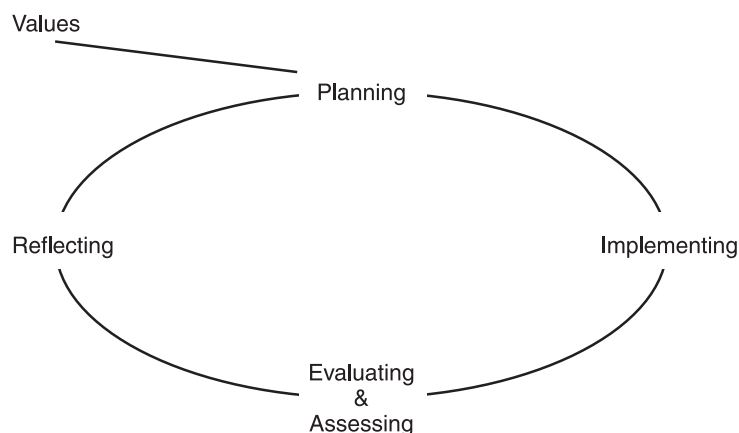 Values
Planning
Reflecting
Implementing
Evaluating
&
Assessing